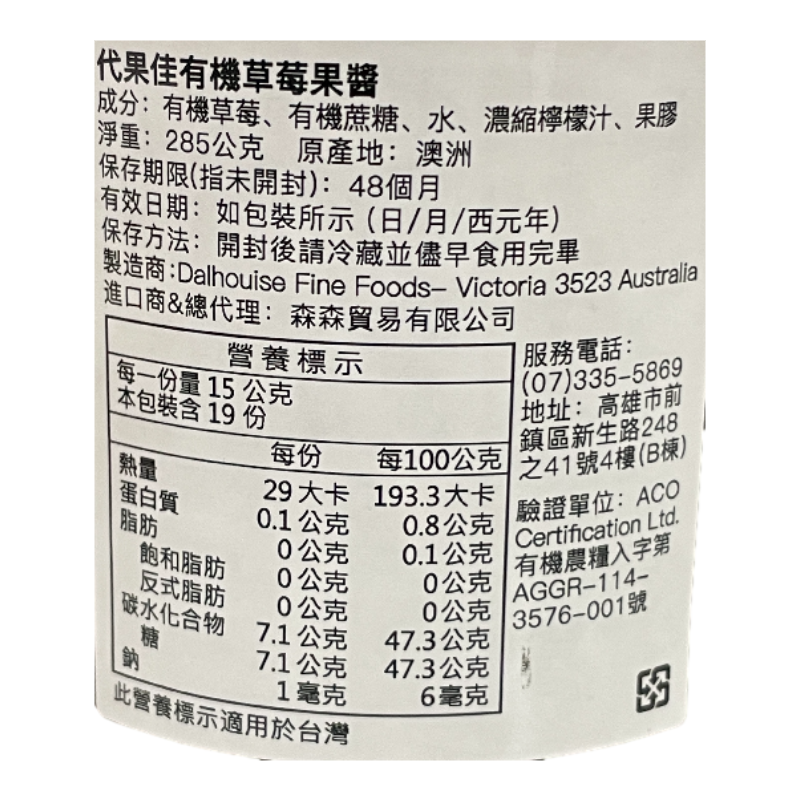 代果佳有機草莓果醬
成分：有機草莓、有機蔗糖、水、濃縮檸檬汁、果膠
淨重：285公克 原產地：澳洲
保存期限(指未開封)：48個月
有效日期：如包裝所示（日/月/西元年）
保存方法：開封後請冷藏並儘早食用完畢
製造商:Dalhouise Fine Foods– Victoria 3523 Australia
進口商&總代理：森森貿易有限公司
營養標示
每一份量 15 公克
本包裝含 19 份
每份 每100公克
熱量 29 大卡 193.3 大卡
蛋白質 0.1 公克 0.8 公克
脂肪 0 公克 0.1 公克
飽和脂肪 0 公克 0 公克
反式脂肪 0 公克 0 公克
碳水化合物 7.1 公克 47.3 公克
糖 7.1 公克 47.3 公克
鈉 1 毫克 6 毫克
此營養標示適用於台灣
服務電話：
(07)335-5869
地址：高雄市前
鎮區新生路248
之41號4樓(B棟)
驗證單位：ACO
Certification Ltd.
有機農糧入字第
AGGR-114-
3576-001號